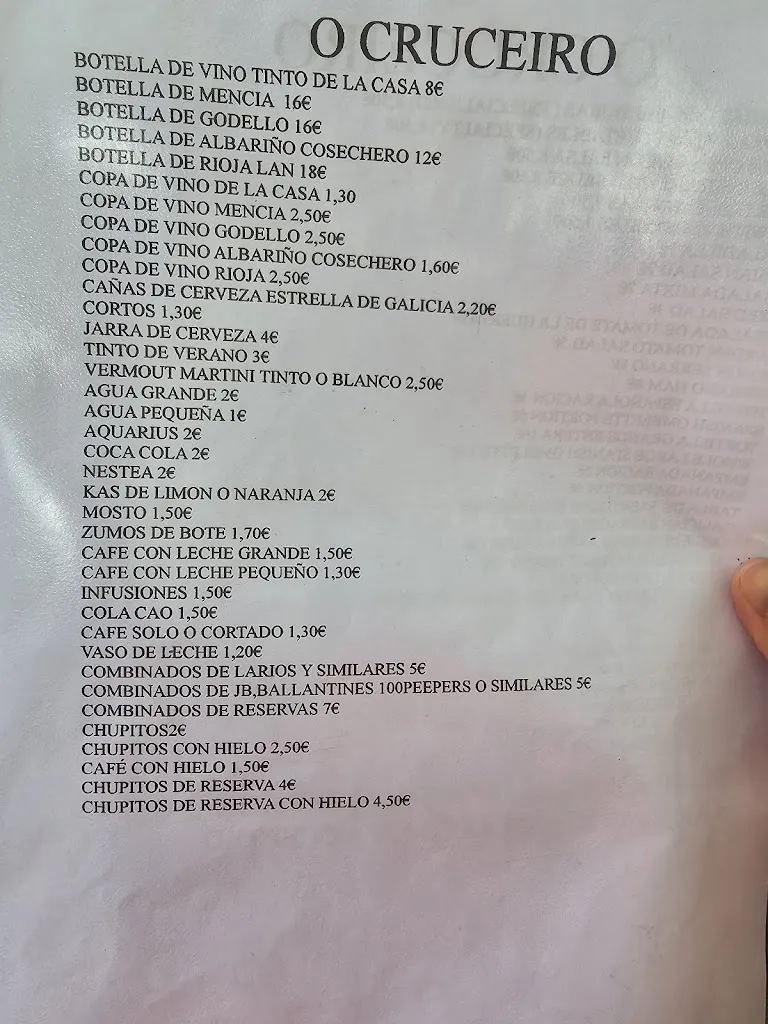 O CRUCEIRO
BOTELLA DE VINO TINTO DE LA CASA 8€
BOTELLA DE MENCIA 16€
BOTELLA DE GODELLO 16€
BOTELLA DE ALBARIÑO COSECHERO 12€
BOTELLA DE RIOJA LAN 18€
COPA DE VINO DE LA CASA 1,30
COPA DE VINO MENCIA 2,50€
COPA DE VINO GODELLO 2,50€
COPA DE VINO ALBARIÑO COSECHERO 1,60€
COPA DE VINO RIOJA 2,50€
CAÑAS DE CERVEZA ESTRELLA DE GALICIA 2,20€
CORTOS 1,30€
JARRA DE CERVEZA 4€
TINTO DE VERANO 3€
VERMOUT MARTINI TINTO O BLANCO 2,50€
AGUA GRANDE 2€
AGUA PEQUEÑA 1€
AQUARIUS 2€
COCA COLA 2€
NESTEA 2€
KAS DE LIMON O NARANJA 2€
MOSTO 1,50€
ZUMOS DE BOTE 1,70€
CAFE CON LECHE GRANDE 1,50€
CAFE CON LECHE PEQUEÑO 1,30€
INFUSIONES 1,50€
COLA CAO 1,50€
CAFE SOLO O CORTADO 1,30€
VASO DE LECHE 1,20€
COMBINADOS DE LARIOS Y SIMILARES 5€
COMBINADOS DE JB,BALLANTINES 100PEEPERS O SIMILARES 5€
COMBINADOS DE RESERVAS 7€
CHUPITOS2€
CHUPITOS CON HIELO 2,50€
CAFÉ CON HIELO 1,50€
CHUPITOS DE RESERVA 4€
CHUPITOS DE RESERVA CON HIELO 4,50€